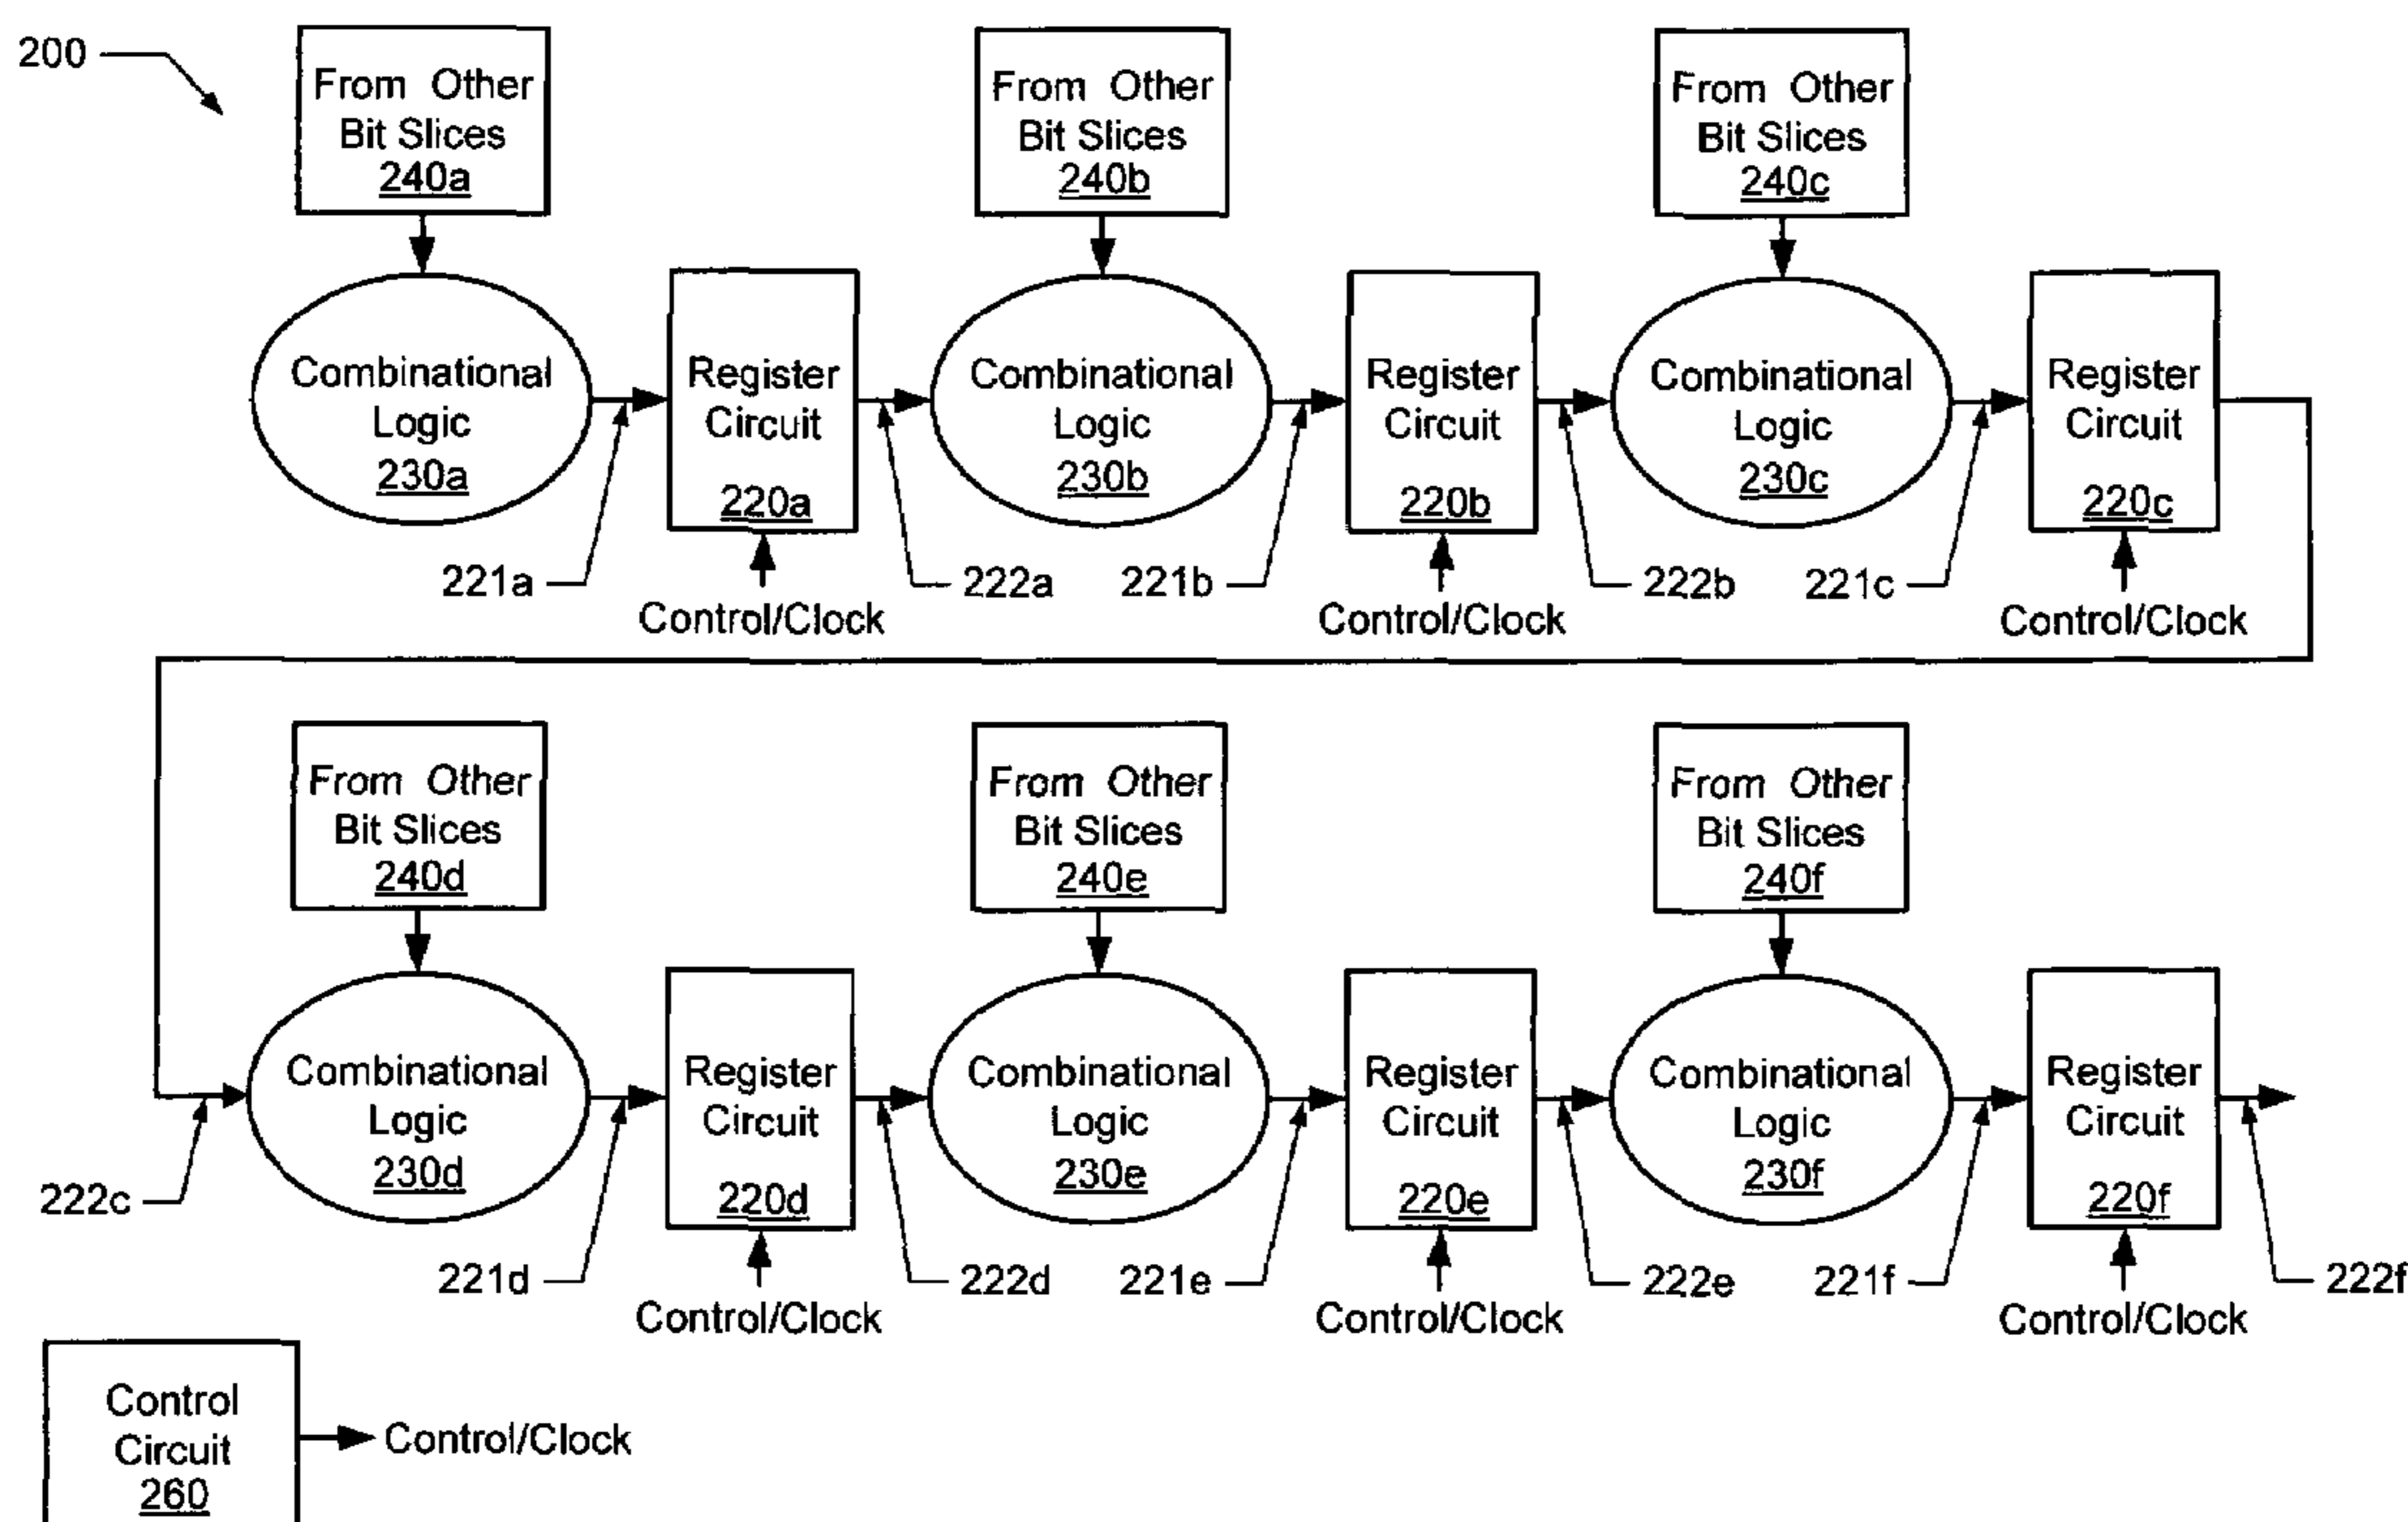 200
From Other
Bit Slices
240a
From Other
Bit Slices
240b
From Other
Bit Slices
240c
Combinational
Logic
230a
Register
Circuit
220a
Combinational
Logic
230b
Register
Circuit
220b
Combinational
Logic
230c
Register
Circuit
220c
221a
222a
221b
222b
221c
Control/Clock
Control/Clock
Control/Clock
From Other
Bit Slices
240d
From Other
Bit Slices
240e
From Other
Bit Slices
240f
Combinational
Logic
230d
Register
Circuit
220d
Combinational
Logic
230e
Register
Circuit
220e
Combinational
Logic
230f
Register
Circuit
220f
222c
221d
222d
221e
222e
221f
222f
Control/Clock
Control/Clock
Control/Clock
Control
Circuit
260
Control/Clock